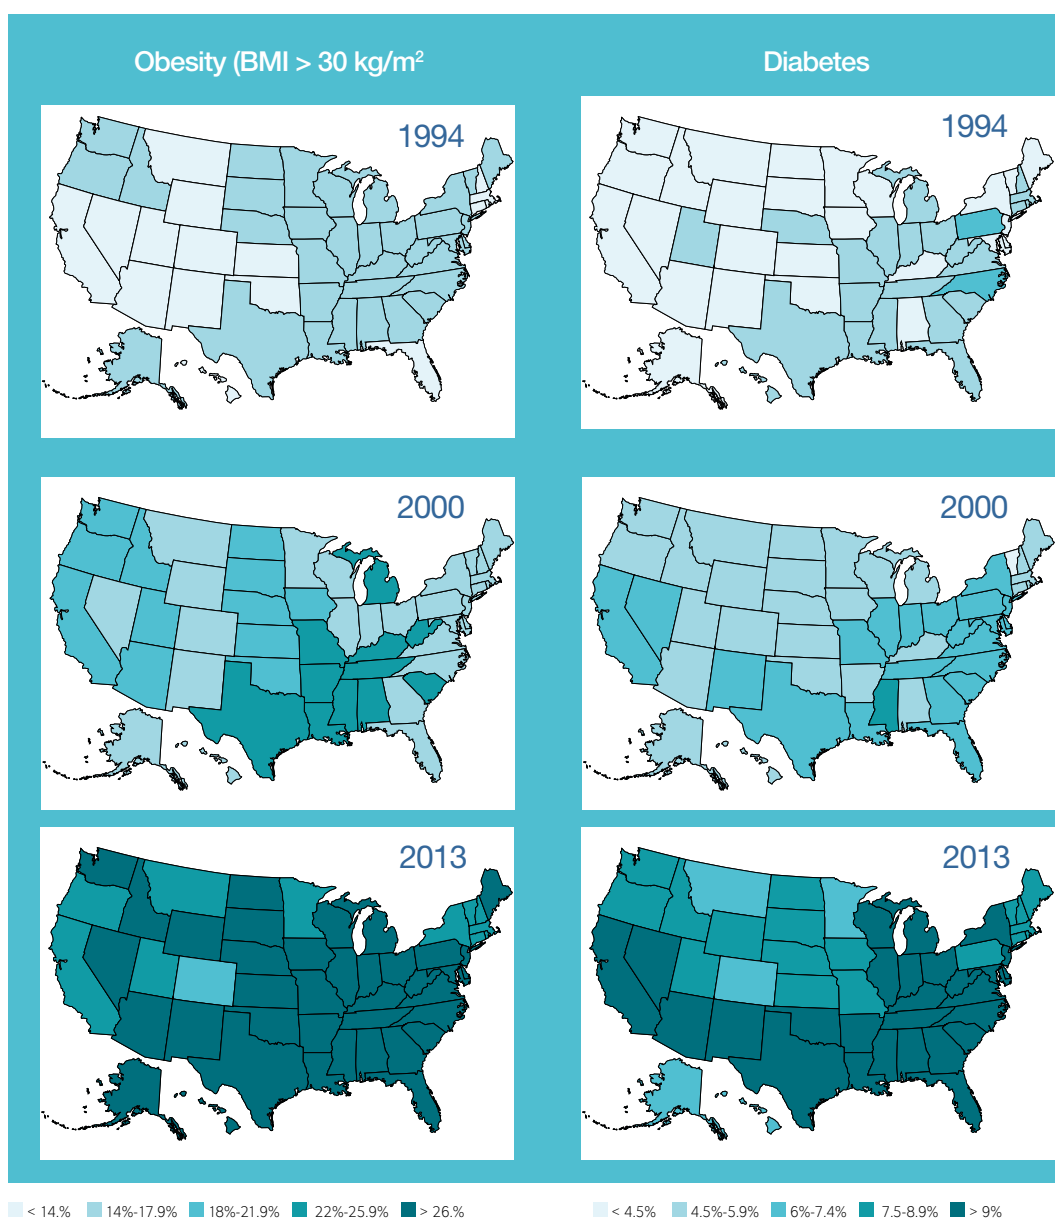 Obesity (BMI > 30 kg/m²
Diabetes
1994
1994
2000
2000
2013
2013
< 14.% 14%-17.9% 18%-21.9% 22%-25.9% > 26.%
< 4.5% 4.5%-5.9% 6%-7.4% 7.5-8.9% > 9%